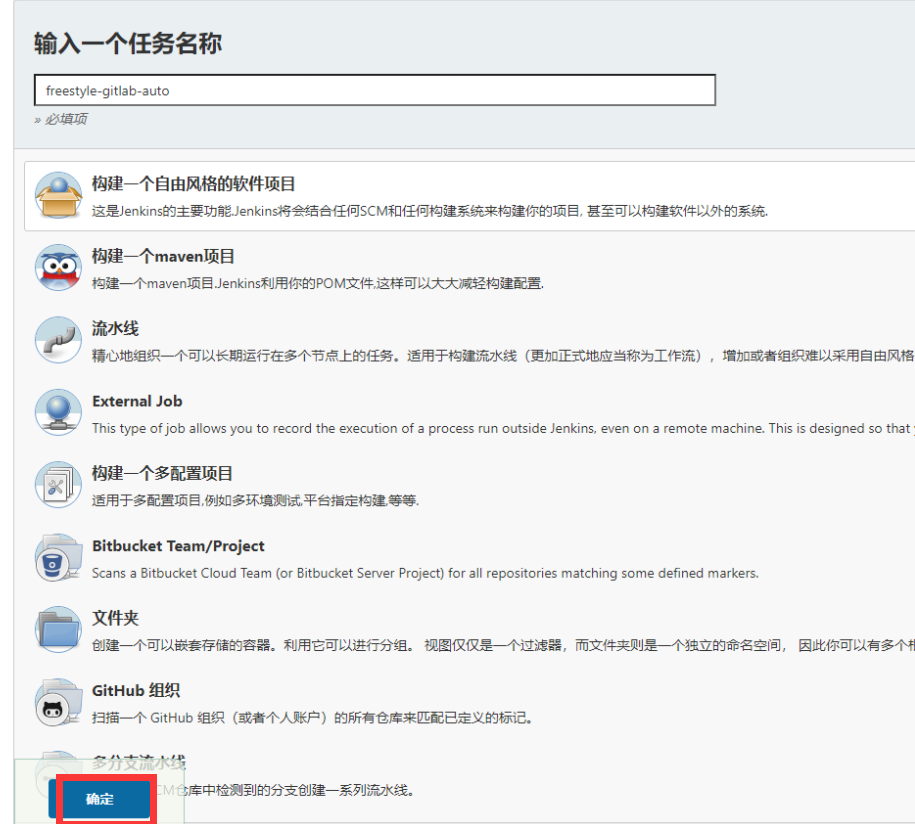 输入一个任务名称
freestyle-gitlab-auto
» 必填项
构建一个自由风格的软件项目
这是Jenkins的主要功能.Jenkins将会结合任何SCM和任何构建系统来构建你的项目, 甚至可以构建软件以外的系统.
构建一个maven项目
构建一个maven项目.Jenkins利用你的POM文件,这样可以大大减轻构建配置.
流水线
精心地组织一个可以长期运行在多个节点上的任务。适用于构建流水线（更加正式地应当称为工作流），增加或者组织难以采用自由风格
External Job
This type of job allows you to record the execution of a process run outside Jenkins, even on a remote machine. This is designed so that
构建一个多配置项目
适用于多配置项目,例如多环境测试,平台指定构建,等等.
Bitbucket Team/Project
Scans a Bitbucket Cloud Team (or Bitbucket Server Project) for all repositories matching some defined markers.
文件夹
创建一个可以嵌套存储的容器。利用它可以进行分组。 视图仅仅是一个过滤器，而文件夹则是一个独立的命名空间， 因此你可以有多个
GitHub 组织
扫描一个 GitHub 组织（或者个人账户）的所有仓库来匹配已定义的标记。
多分支流水线
CM仓库中检测到的分支创建一系列流水线。
确定